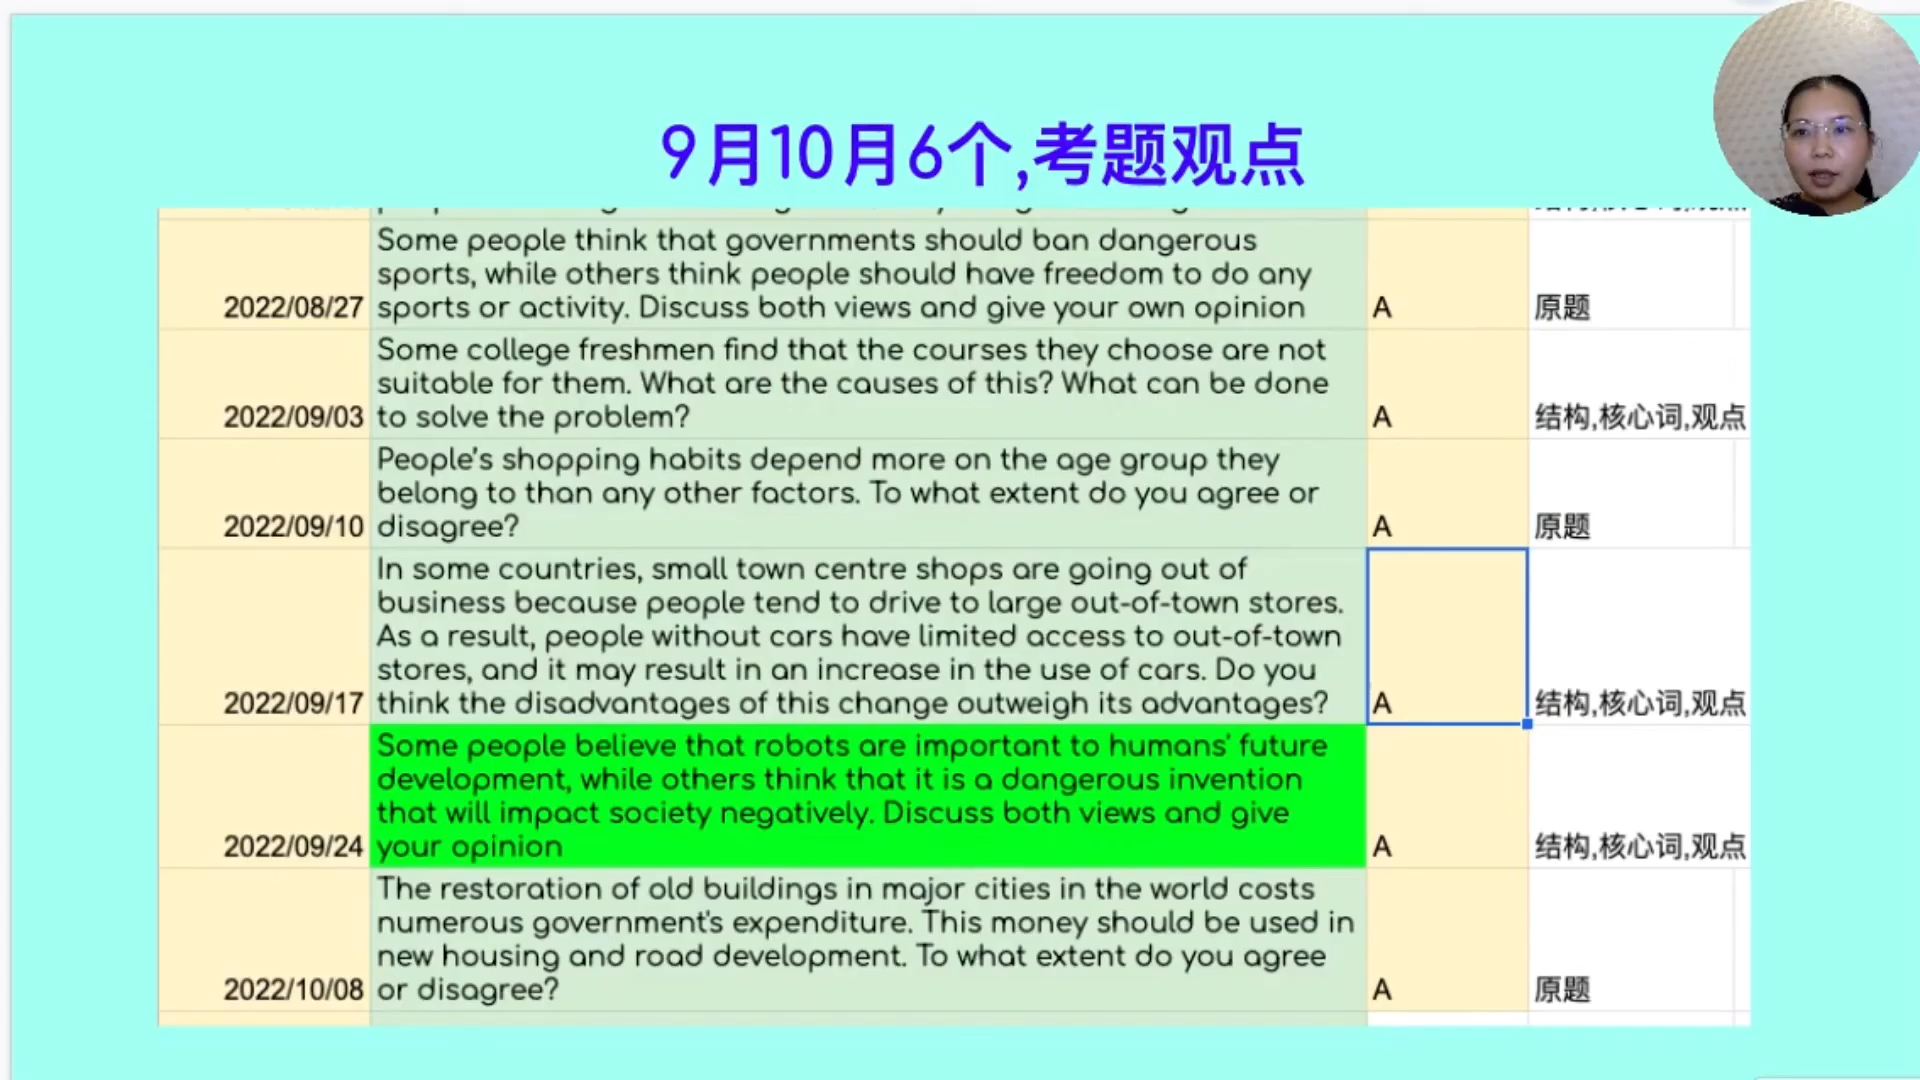 9月10月6个,考题观点
Some people think that governments should ban dangerous
sports, while others think people should have freedom to do any
2022/08/27 sports or activity. Discuss both views and give your own opinion A 原题
Some college freshmen find that the courses they choose are not
suitable for them. What are the causes of this? What can be done
2022/09/03 to solve the problem? A 结构,核心词,观点
People's shopping habits depend more on the age group they
belong to than any other factors. To what extent do you agree or
2022/09/10 disagree? A 原题
In some countries, small town centre shops are going out of
business because people tend to drive to large out-of-town stores.
As a result, people without cars have limited access to out-of-town
stores, and it may result in an increase in the use of cars. Do you
2022/09/17 think the disadvantages of this change outweigh its advantages? A 结构,核心词,观点
Some people believe that robots are important to humans' future
development, while others think that it is a dangerous invention
that will impact society negatively. Discuss both views and give
2022/09/24 your opinion A 结构,核心词,观点
The restoration of old buildings in major cities in the world costs
numerous government's expenditure. This money should be used in
new housing and road development. To what extent do you agree
2022/10/08 or disagree? A 原题